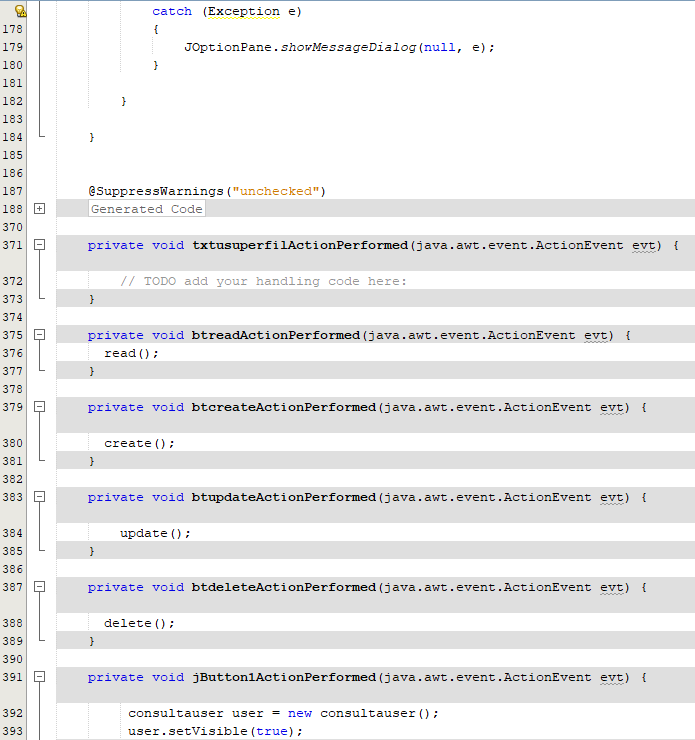 catch (Exception e)
178 {
179 JOptionPane.showMessageDialog(null, e);
180 }
181
182 }
183
184 }
185
186
187 @SuppressWarnings("unchecked")
188 Generated Code
370
371 private void txtusuperfilActionPerformed(java.awt.event.ActionEvent evt) {
372 // TODO add your handling code here:
373 }
374
375 private void btreadActionPerformed(java.awt.event.ActionEvent evt) {
376 read();
377 }
378
379 private void btcreateActionPerformed(java.awt.event.ActionEvent evt) {
380 create();
381 }
382
383 private void btupdateActionPerformed(java.awt.event.ActionEvent evt) {
384 update();
385 }
386
387 private void btdeleteActionPerformed(java.awt.event.ActionEvent evt) {
388 delete();
389 }
390
391 private void jButton1ActionPerformed(java.awt.event.ActionEvent evt) {
392 consultauser user = new consultauser();
393 user.setVisible(true);